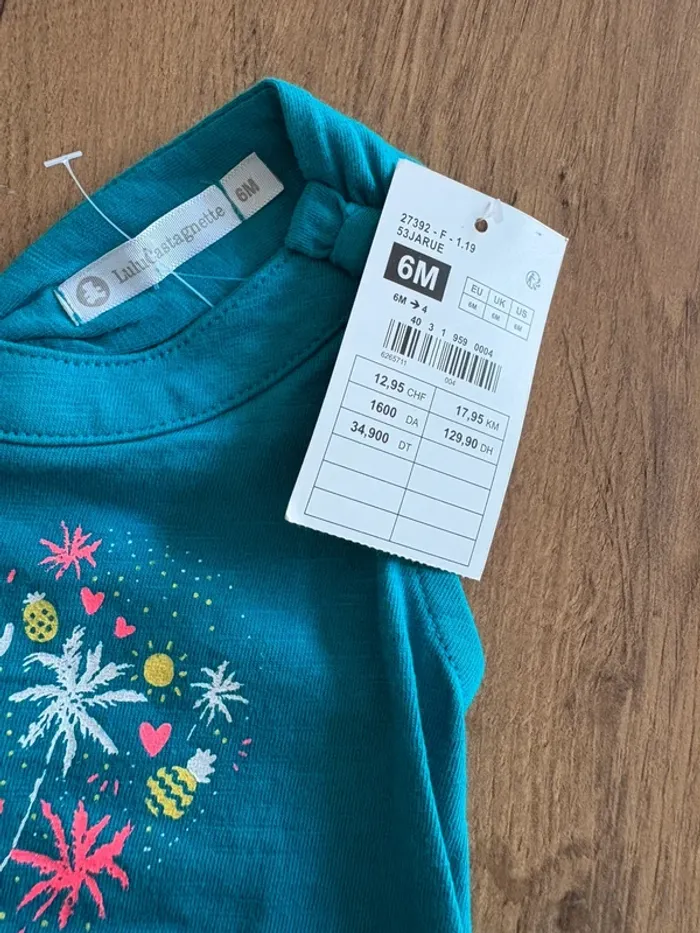 LuluCastagnette
6M
27392 - F - 1.19
53JARUE
6M
EU UK US
6M 6M 6M
6M → 4
40 3 1 959 0004
6265711 004
12,95 CHF 17,95 KM
1600 DA 129,90 DH
34,900 DT